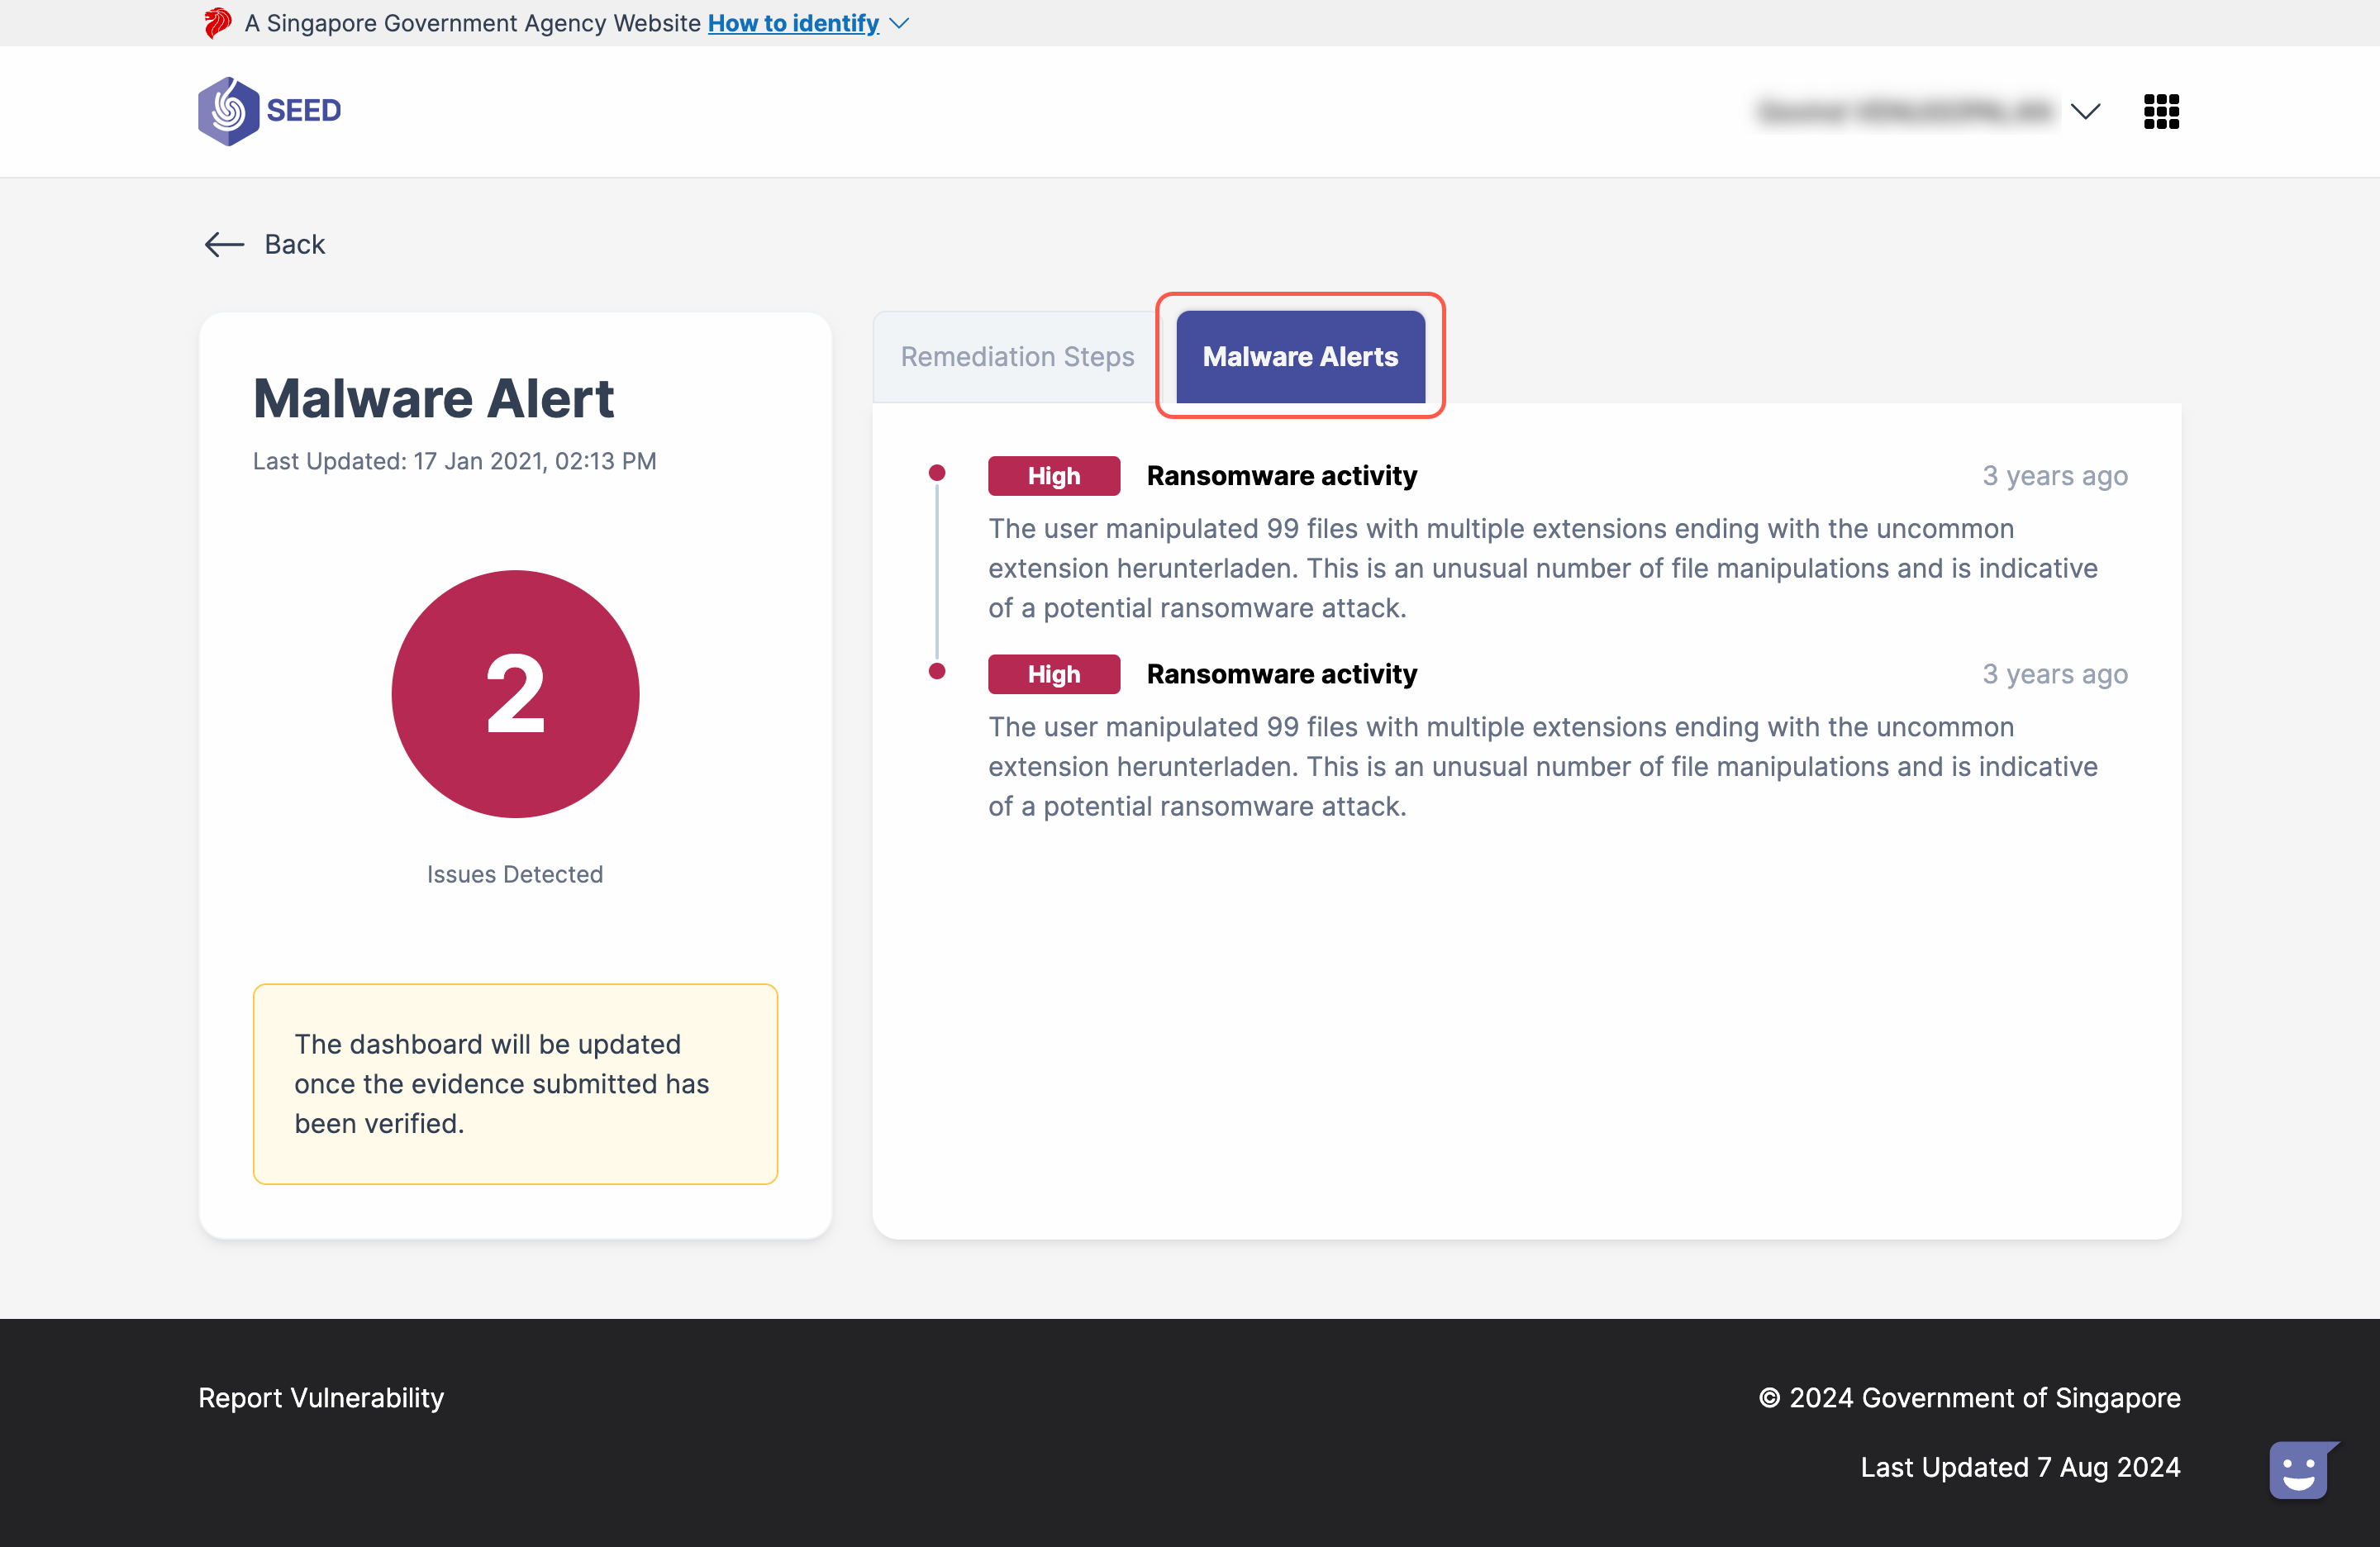 A Singapore Government Agency Website How to identify
SEED
Back
Malware Alert
Last Updated: 17 Jan 2021, 02:13 PM
2
Issues Detected
The dashboard will be updated
once the evidence submitted has
been verified.
Remediation Steps
Malware Alerts
High Ransomware activity 3 years ago
The user manipulated 99 files with multiple extensions ending with the uncommon
extension herunterladen. This is an unusual number of file manipulations and is indicative
of a potential ransomware attack.
High Ransomware activity 3 years ago
The user manipulated 99 files with multiple extensions ending with the uncommon
extension herunterladen. This is an unusual number of file manipulations and is indicative
of a potential ransomware attack.
Report Vulnerability
© 2024 Government of Singapore
Last Updated 7 Aug 2024